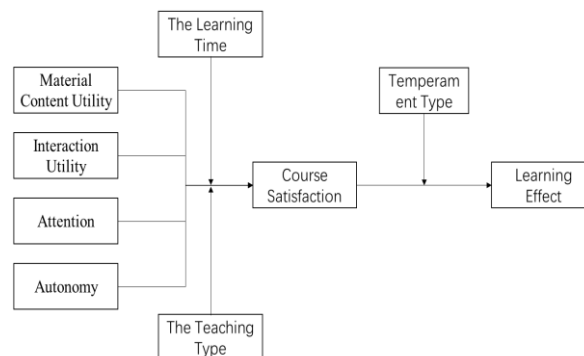 The Learning
Time
Material
Content Utility
Temperam
ent Type
Interaction
Utility
Course
Satisfaction
Learning
Effect
Attention
Autonomy
The Teaching
Type